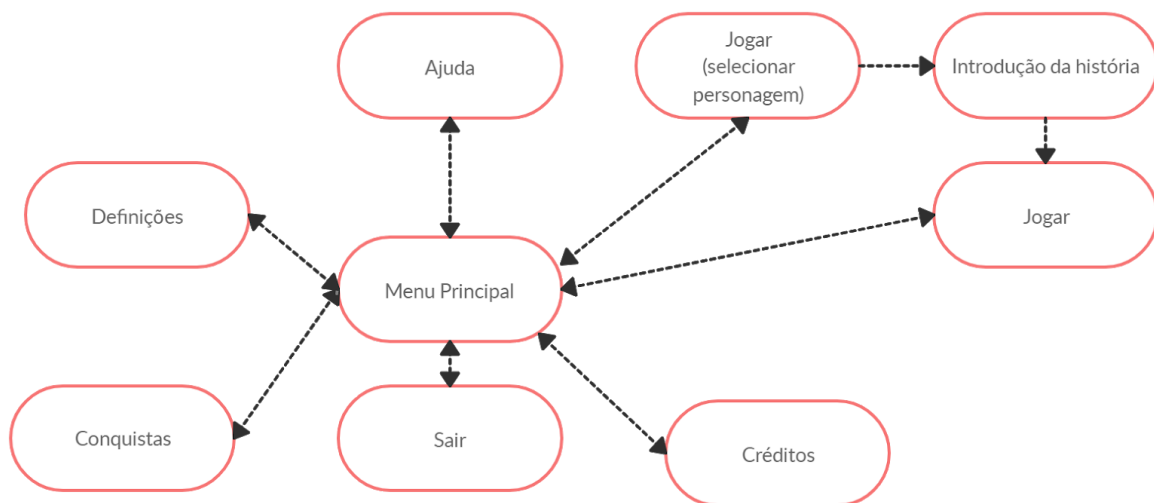 Ajuda
Jogar
(selecionar
personagem)
Introdução da história
Definições
Jogar
Menu Principal
Conquistas
Sair
Créditos